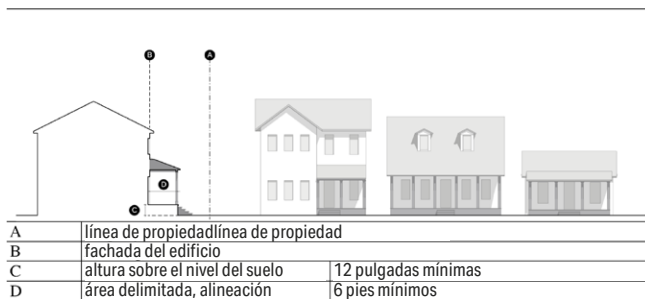 B A
D
C
A línea de propiedadlínea de propiedad
B fachada del edificio
C altura sobre el nivel del suelo 12 pulgadas mínimas
D área delimitada, alineación 6 pies mínimos